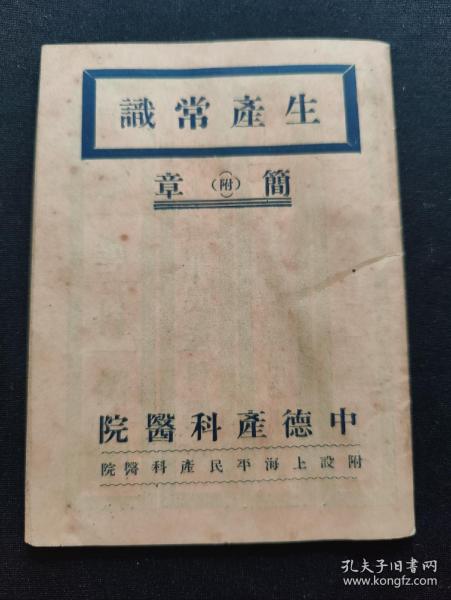 生產常識
簡(附)章
中德產科醫院
附設上海平民產科醫院
孔夫子旧书网
www.kongfz.com